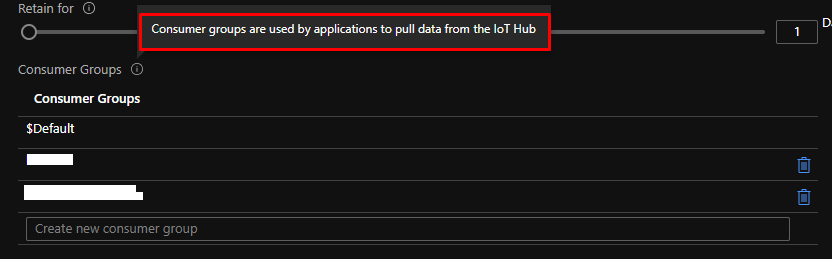 Retain for
Consumer groups are used by applications to pull data from the IoT Hub
1
Consumer Groups
Consumer Groups
$Default
Create new consumer group